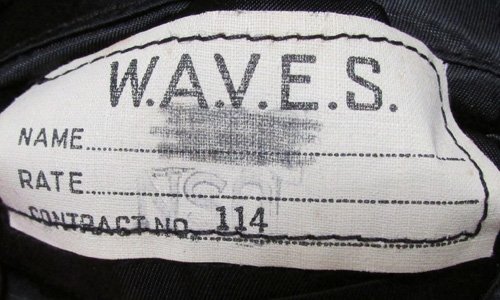 W.A.V.E.S.
NAME
RATE
CONTRACT NO. 114